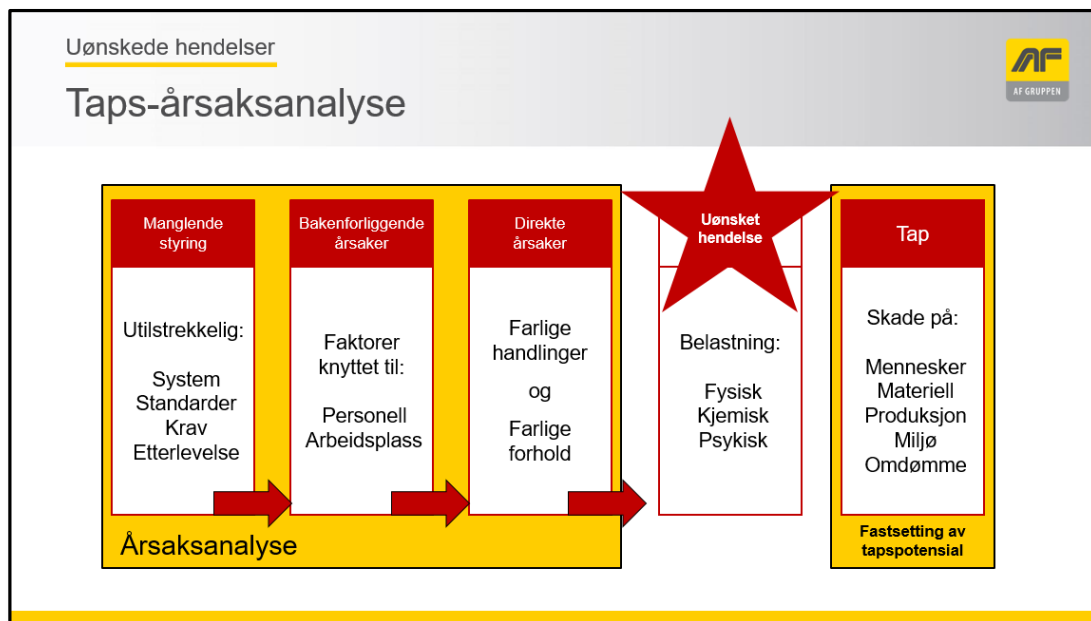 Uønskede hendelser
Taps-årsaksanalyse
AF
AF GRUPPEN
Manglende
styring
Utilstrekkelig:
System
Standarder
Krav
Etterlevelse
Bakenforliggende
årsaker
Faktorer
knyttet til:
Personell
Arbeidsplass
Direkte
årsaker
Farlige
handlinger
og
Farlige
forhold
Årsaksanalyse
Uønsket
hendelse
Belastning:
Fysisk
Kjemisk
Psykisk
Tap
Skade på:
Mennesker
Materiell
Produksjon
Miljø
Omdømme
Fastsetting av
tapspotensial